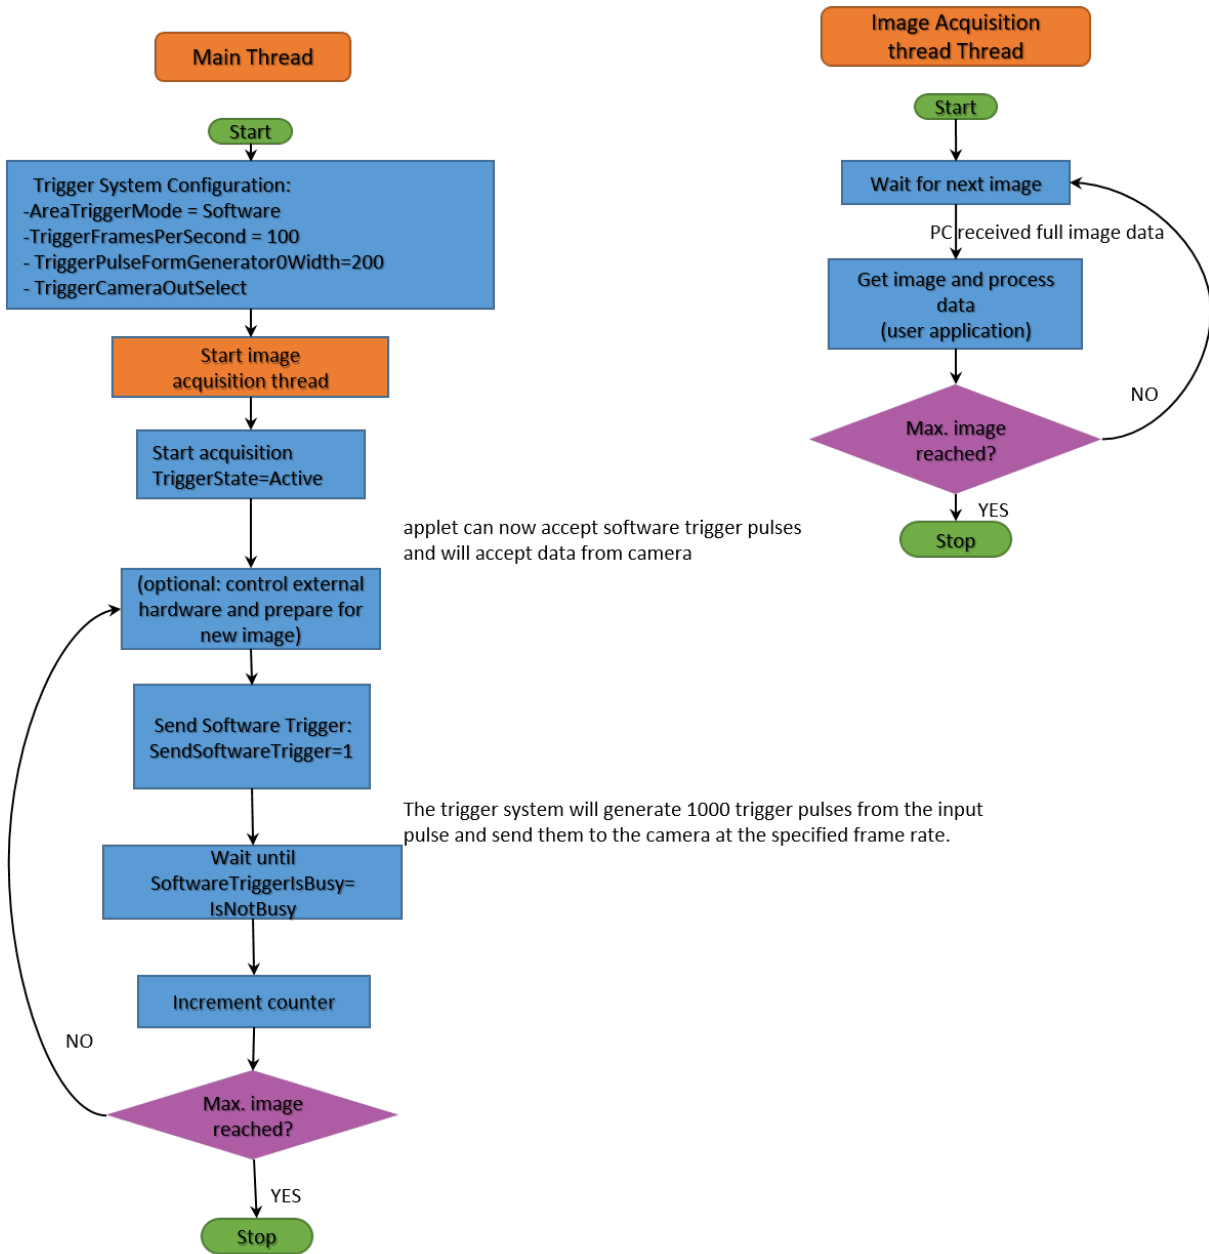 Main Thread
Start
Trigger System Configuration:
-AreaTriggerMode = Software
-TriggerFramesPerSecond = 100
- TriggerPulseFormGenerator0Width=200
- TriggerCameraOutSelect
Start image
acquisition thread
Start acquisition
TriggerState=Active
applet can now accept software trigger pulses
and will accept data from camera
(optional: control external
hardware and prepare for
new image)
Send Software Trigger:
SendSoftwareTrigger=1
The trigger system will generate 1000 trigger pulses from the input
pulse and send them to the camera at the specified frame rate.
Wait until
SoftwareTriggerIsBusy=
IsNotBusy
Increment counter
NO
Max. image
reached?
YES
Stop
Image Acquisition
thread Thread
Start
Wait for next image
PC received full image data
Get image and process
data
(user application)
NO
Max. image
reached?
YES
Stop